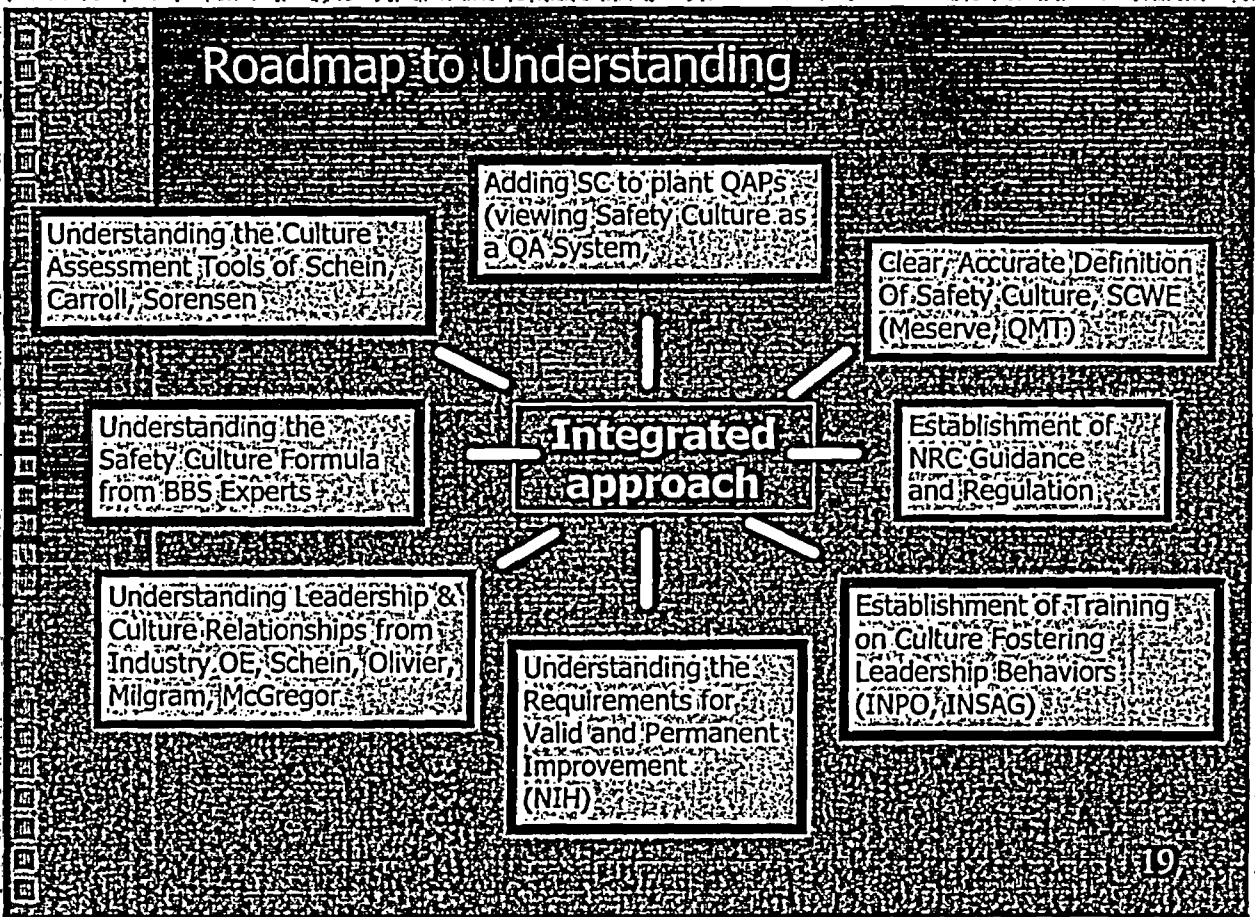 Roadmap to Understanding
Adding SC to plant QAPs
(viewing Safety Culture as
a QA System
Understanding the Culture
Assessment Tools of Schein,
Carroll, Sorensen
Clear, Accurate Definition
Of Safety Culture, SCWE
(Meserve, QMT)
Understanding the
Safety Culture Formula
from BBS Experts
Integrated
approach
Establishment of
NRC Guidance
and Regulation
Understanding Leadership &
Culture Relationships from
Industry OE, Schein, Olivier,
Milgram, McGregor
Understanding the
Requirements for
Valid and Permanent
Improvement
(NIH)
Establishment of Training
on Culture Fostering
Leadership Behaviors
(INPO, INSAG)
19